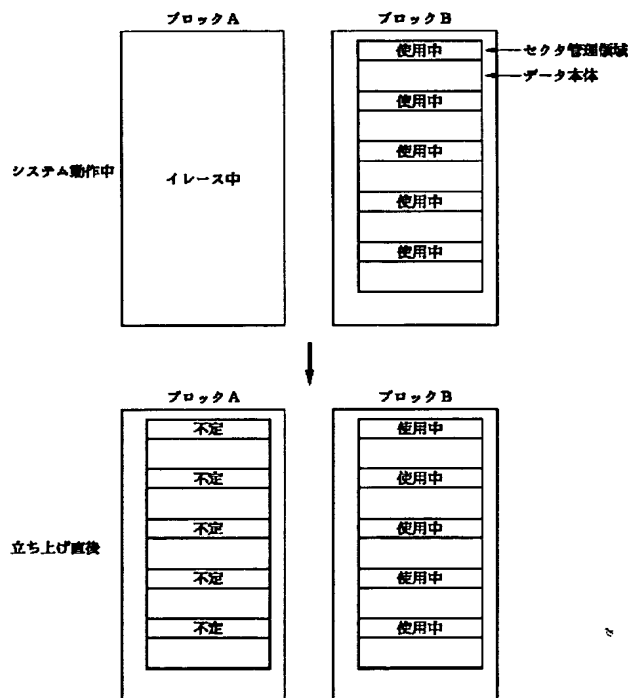 ブロックA
ブロックB
使用中
セクタ管理領域
データ本体
使用中
使用中
使用中
使用中
システム動作中
イレース中
ブロックA
ブロックB
不定
使用中
不定
使用中
不定
使用中
不定
使用中
不定
使用中
立ち上げ直後